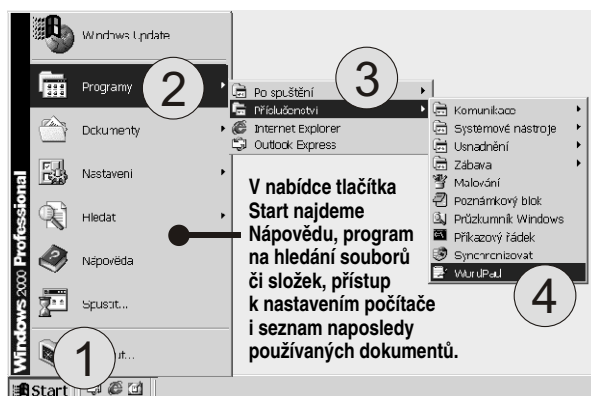 Windows 2000 Professional
Windows Update
Programy
Dokumenty
Nastavení
Hledat
Nápověda
Spustit...
Start
1
2
3
4
Po spuštění
Příslušenství
Internet Explorer
Outlook Express
Komunikace
Systémové nástroje
Usnadnění
Zábava
Malování
Poznámkový blok
Průzkumník Windows
Příkazový řádek
Synchronizovat
WordPad
V nabídce tlačítka
Start najdeme
Nápovědu, program
na hledání souborů
či složek, přístup
k nastavením počítače
i seznam naposledy
používaných dokumentů.